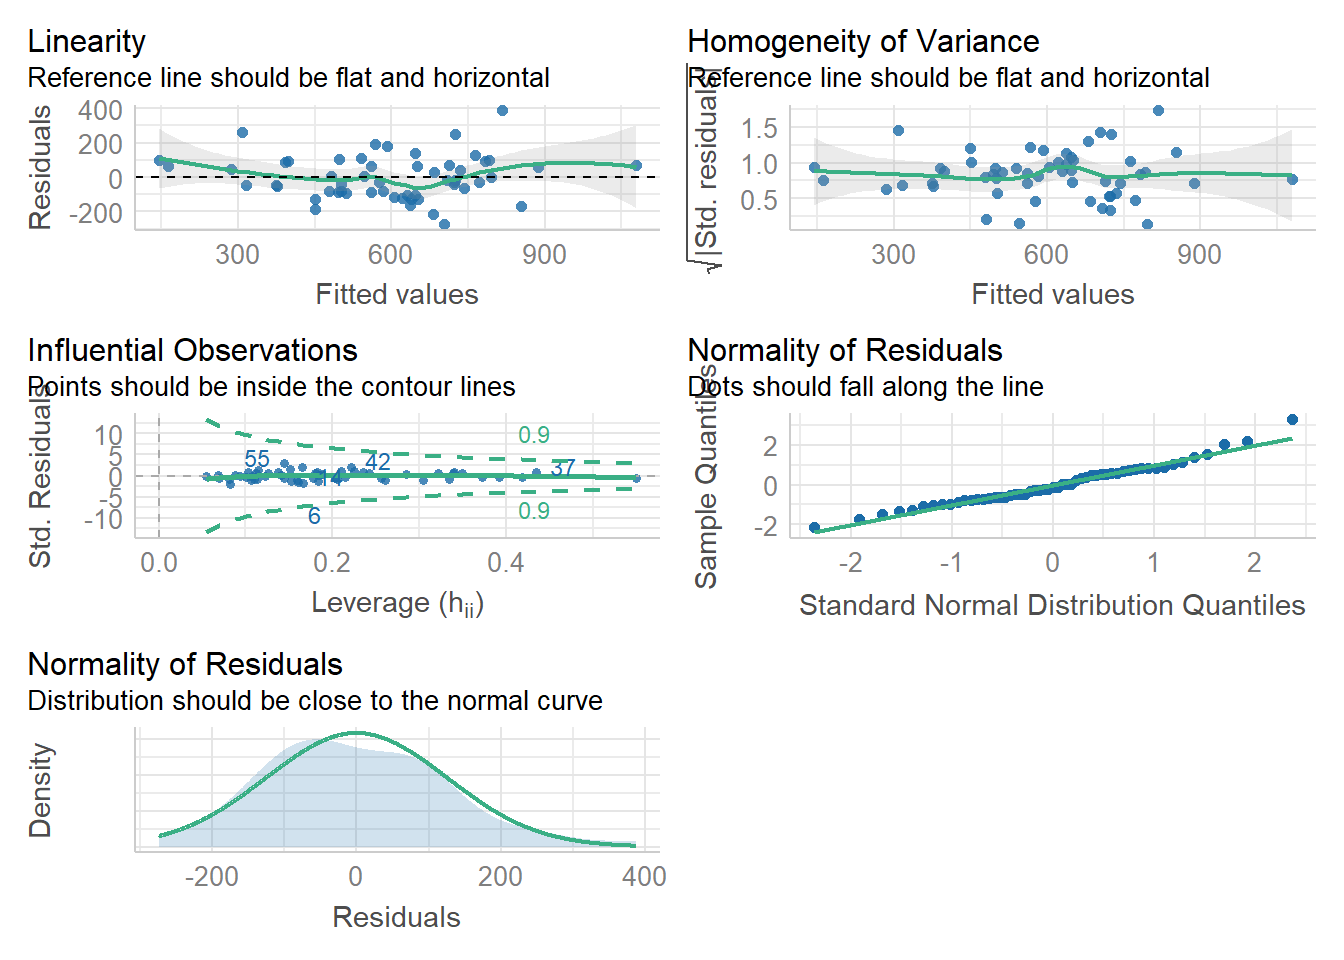 Linearity
Reference line should be flat and horizontal
Residuals
400
200
0
-200
300
600
900
Fitted values
Homogeneity of Variance
Reference line should be flat and horizontal
√|Std. residuals|
1.5
1.0
0.5
300
600
900
Fitted values
Influential Observations
Points should be inside the contour lines
Std. Residuals
10
5
0
-5
-10
0.9
55
42
37
14
6
0.9
0.0
0.2
0.4
Leverage (hii)
Normality of Residuals
Dots should fall along the line
Sample Quantiles
2
0
-2
-2
-1
0
1
2
Standard Normal Distribution Quantiles
Normality of Residuals
Distribution should be close to the normal curve
Density
-200
0
200
400
Residuals